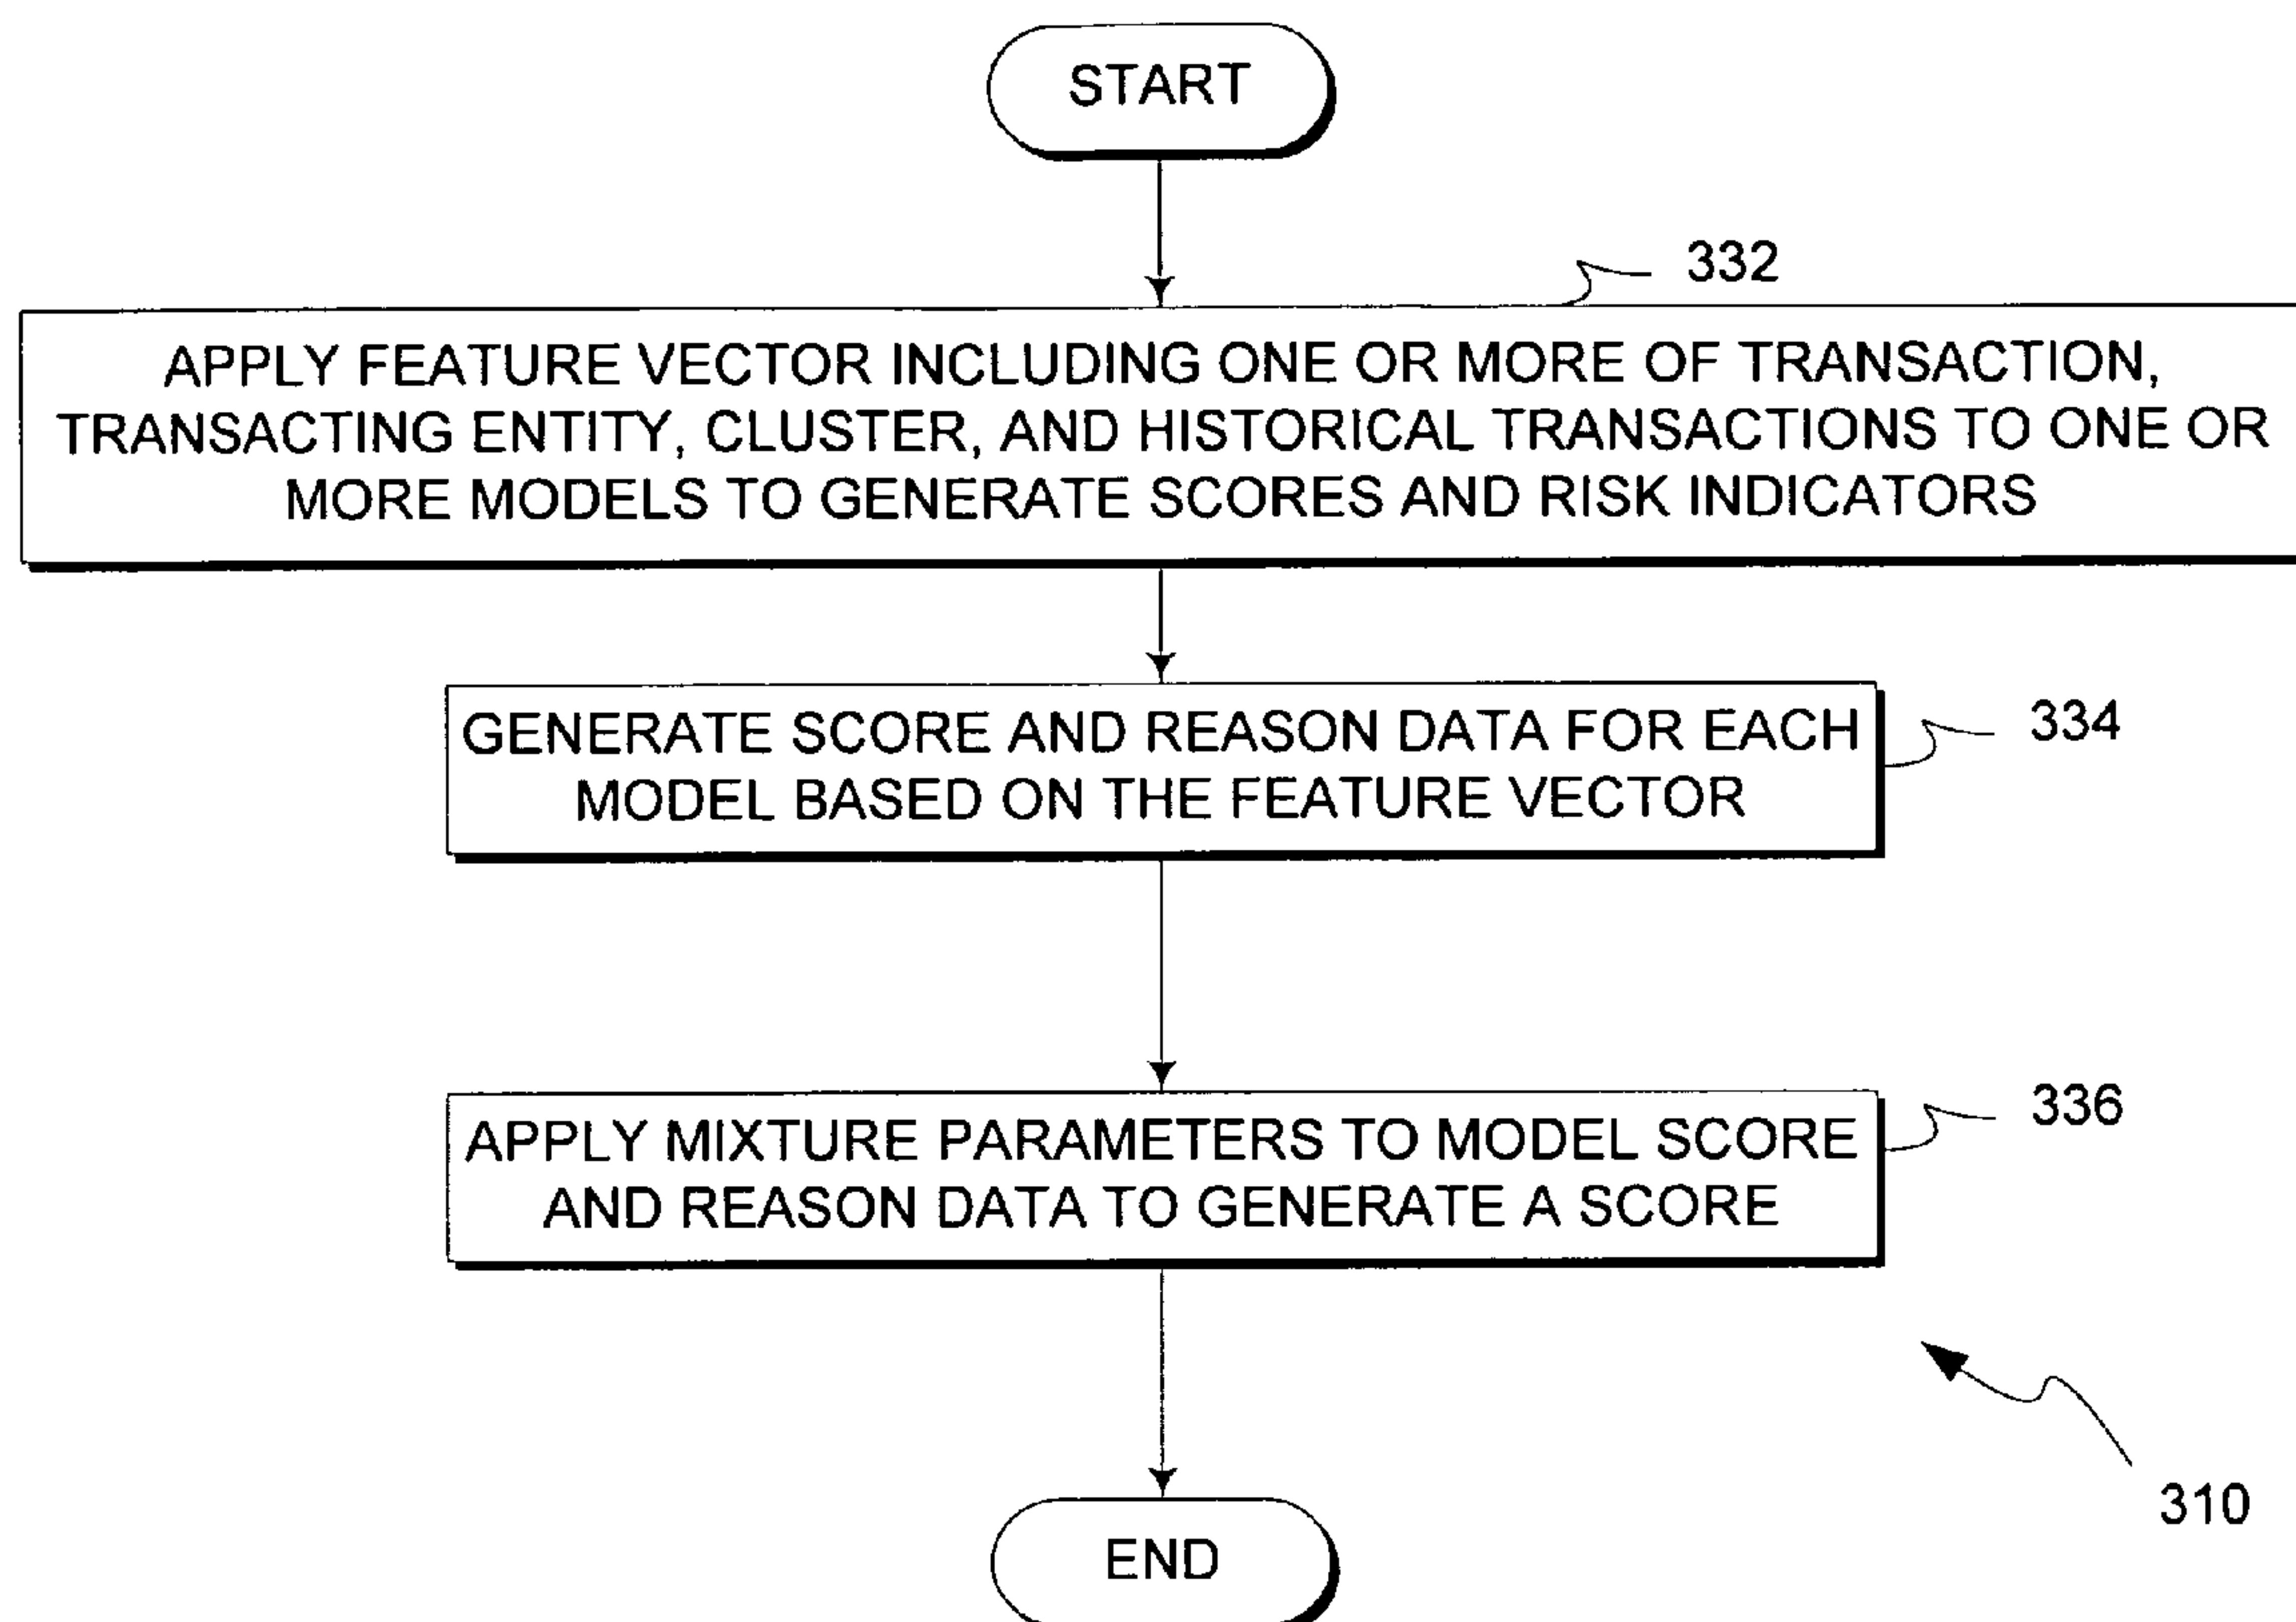 START
332
APPLY FEATURE VECTOR INCLUDING ONE OR MORE OF TRANSACTION,
TRANSACTING ENTITY, CLUSTER, AND HISTORICAL TRANSACTIONS TO ONE OR
MORE MODELS TO GENERATE SCORES AND RISK INDICATORS
GENERATE SCORE AND REASON DATA FOR EACH
MODEL BASED ON THE FEATURE VECTOR
334
APPLY MIXTURE PARAMETERS TO MODEL SCORE
AND REASON DATA TO GENERATE A SCORE
336
310
END